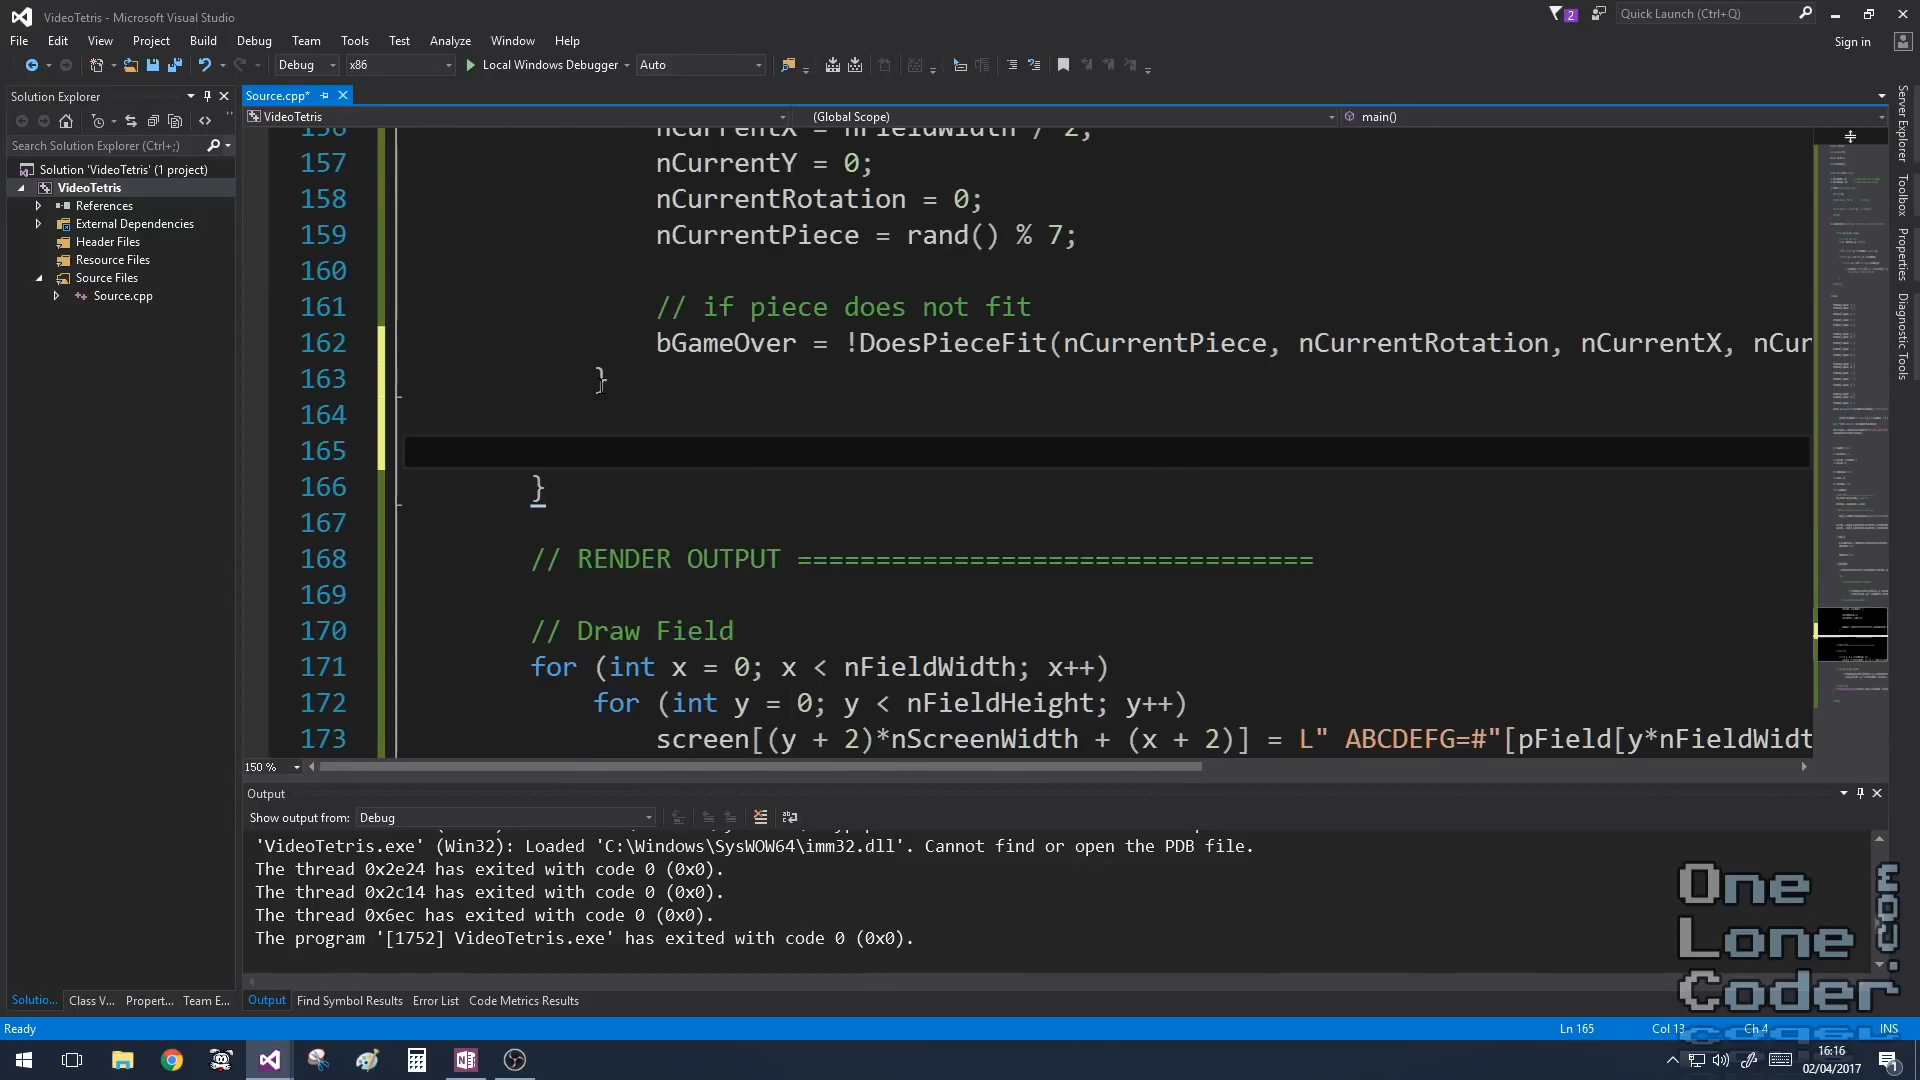 VideoTetris - Microsoft Visual Studio
2
Quick Launch (Ctrl+Q)
File Edit View Project Build Debug Team Tools Test Analyze Window Help
Sign in
Debug x86 Local Windows Debugger Auto
Solution Explorer
Source.cpp*
VideoTetris (Global Scope) main()
Search Solution Explorer (Ctrl+;)
Solution 'VideoTetris' (1 project)
VideoTetris
References
External Dependencies
Header Files
Resource Files
Source Files
Source.cpp
156 nCurrentX = nFieldWidth / 2;
157 nCurrentY = 0;
158 nCurrentRotation = 0;
159 nCurrentPiece = rand() % 7;
160
161 // if piece does not fit
162 bGameOver = !DoesPieceFit(nCurrentPiece, nCurrentRotation, nCurrentX, nCur
163 }
164
165
166 }
167
168 // RENDER OUTPUT =================================
169
170 // Draw Field
171 for (int x = 0; x < nFieldWidth; x++)
172 for (int y = 0; y < nFieldHeight; y++)
173 screen[(y + 2)*nScreenWidth + (x + 2)] = L" ABCDEFG=#"[pField[y*nFieldWidt
150 %
Server Explorer
Toolbox
Properties
Diagnostic Tools
Output
Show output from: Debug
'VideoTetris.exe' (Win32): Loaded 'C:\Windows\SysWOW64\imm32.dll'. Cannot find or open the PDB file.
The thread 0x2e24 has exited with code 0 (0x0).
The thread 0x2c14 has exited with code 0 (0x0).
The thread 0x6ec has exited with code 0 (0x0).
The program '[1752] VideoTetris.exe' has exited with code 0 (0x0).
Solutio... Class V... Propert... Team E...
Output Find Symbol Results Error List Code Metrics Results
One
Lone
Coder
.com
Ready Ln 165 Col 13 Ch 4 INS
16:16
02/04/2017
1